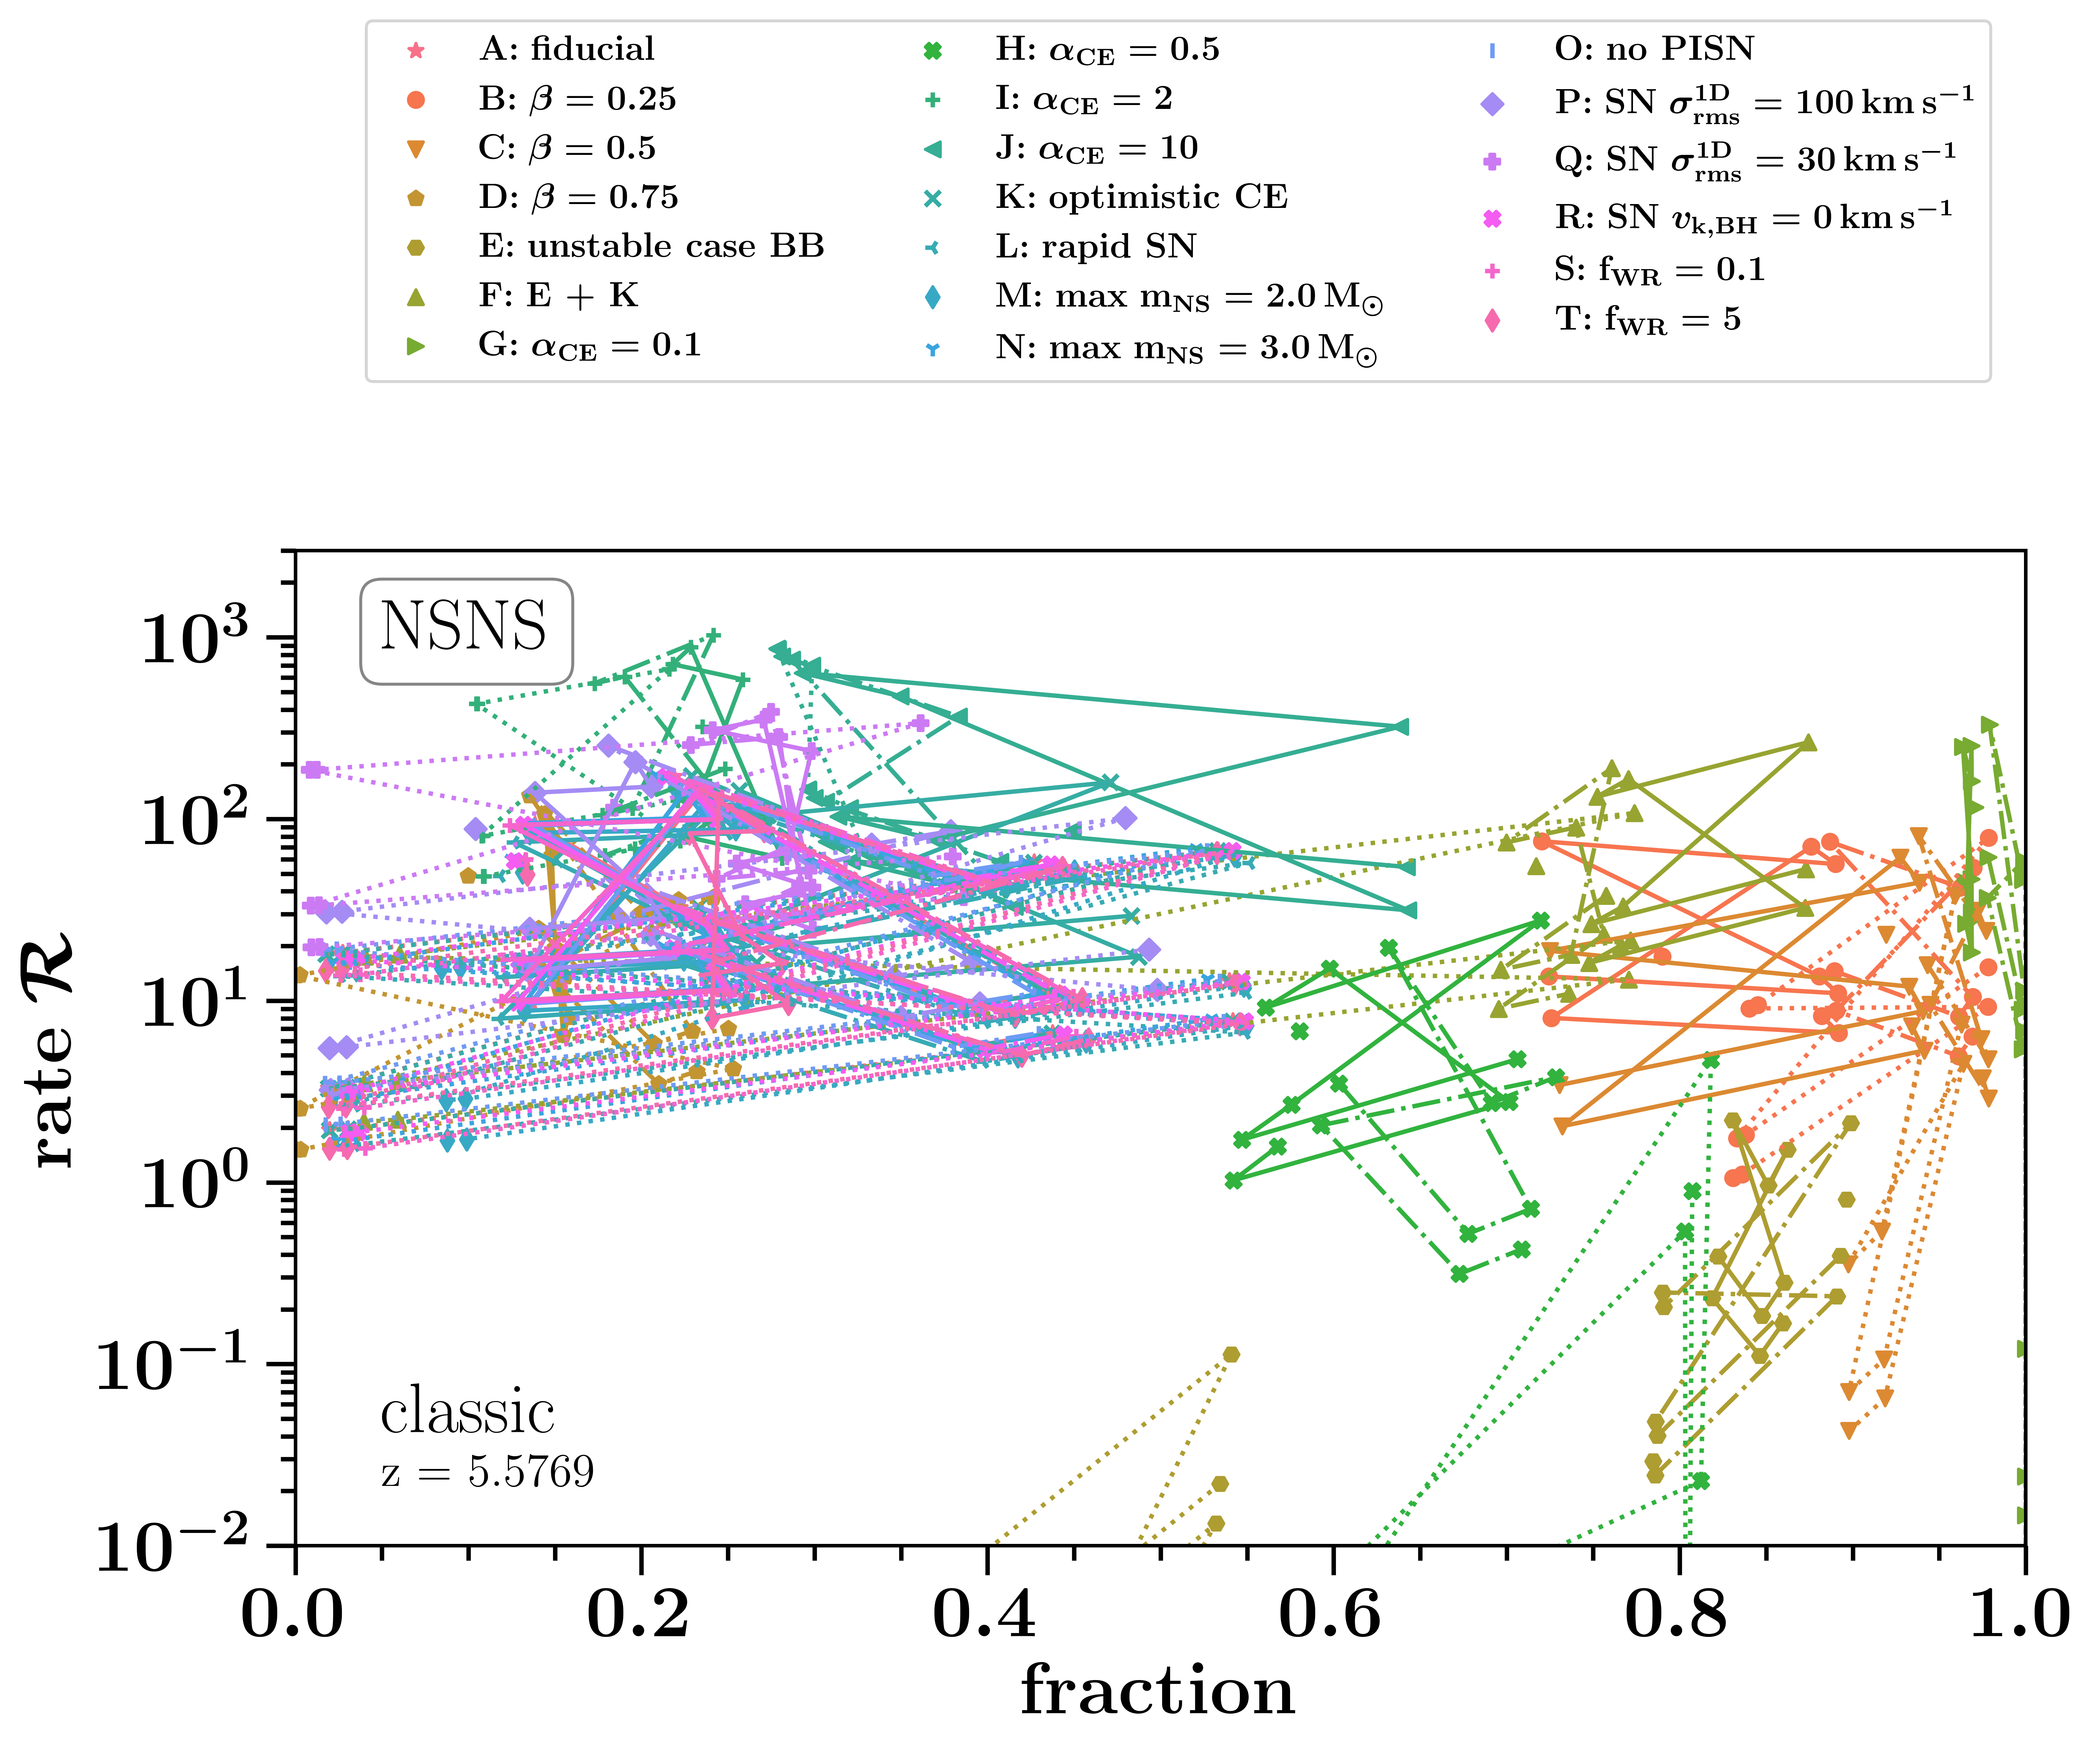 A: fiducial
B: β = 0.25
C: β = 0.5
D: β = 0.75
E: unstable case BB
F: E + K
G: α_CE = 0.1
H: α_CE = 0.5
I: α_CE = 2
J: α_CE = 10
K: optimistic CE
L: rapid SN
M: max m_NS = 2.0 M_⊙
N: max m_NS = 3.0 M_⊙
O: no PISN
P: SN σ_rms^1D = 100 km s^−1
Q: SN σ_rms^1D = 30 km s^−1
R: SN v_k,BH = 0 km s^−1
S: f_WR = 0.1
T: f_WR = 5
NSNS
10^3
10^2
10^1
10^0
10^−1
10^−2
rate ℛ
classic
z = 5.5769
0.0 0.2 0.4 0.6 0.8 1.0
fraction